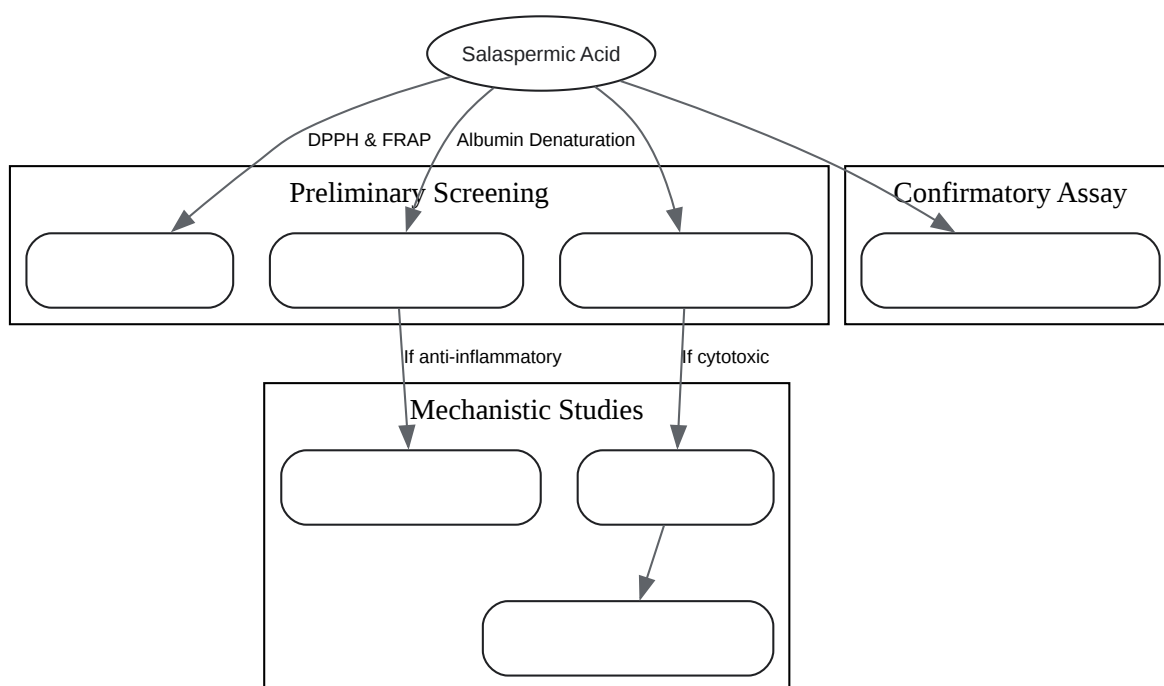 Salaspermic Acid
DPPH & FRAP
Albumin Denaturation
Preliminary Screening
Confirmatory Assay
If anti-inflammatory
If cytotoxic
Mechanistic Studies